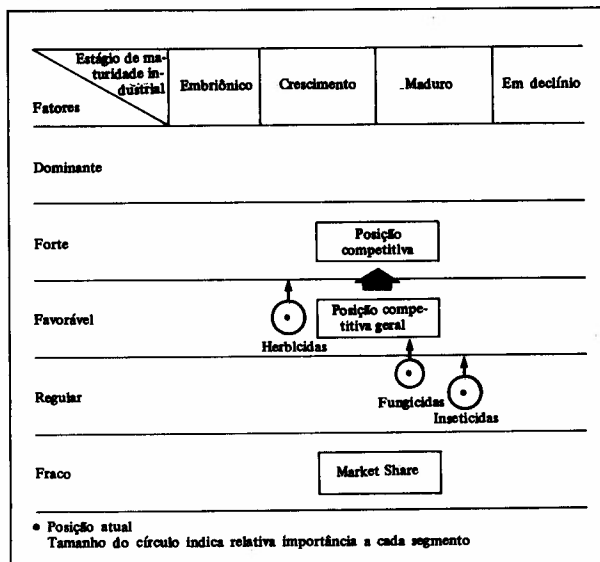 Estágio de ma-
turidade in-
dustrial
Fatores
Embriônico
Crescimento
Maduro
Em declínio
Dominante
Forte
Posição
competitiva
Favorável
Herbicidas
Posição compe-
titiva geral
Regular
Fungicidas
Inseticidas
Fraco
Market Share
• Posição atual
Tamanho do círculo indica relativa importância a cada segmento